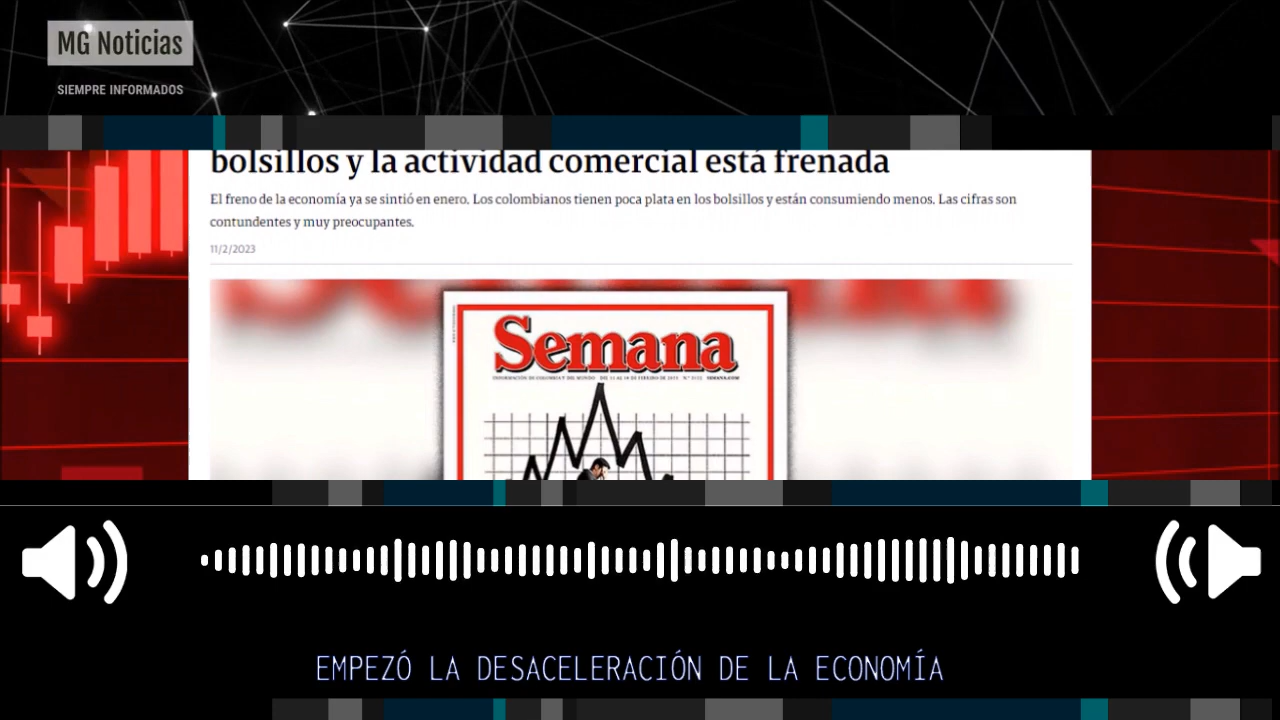 MG Noticias
SIEMPRE INFORMADOS
bolsillos y la actividad comercial está frenada
El freno de la economía ya se sintió en enero. Los colombianos tienen poca plata en los bolsillos y están consumiendo menos. Las cifras son
contundentes y muy preocupantes.
11/2/2023
Semana
EMPEZÓ LA DESACELERACIÓN DE LA ECONOMÍA